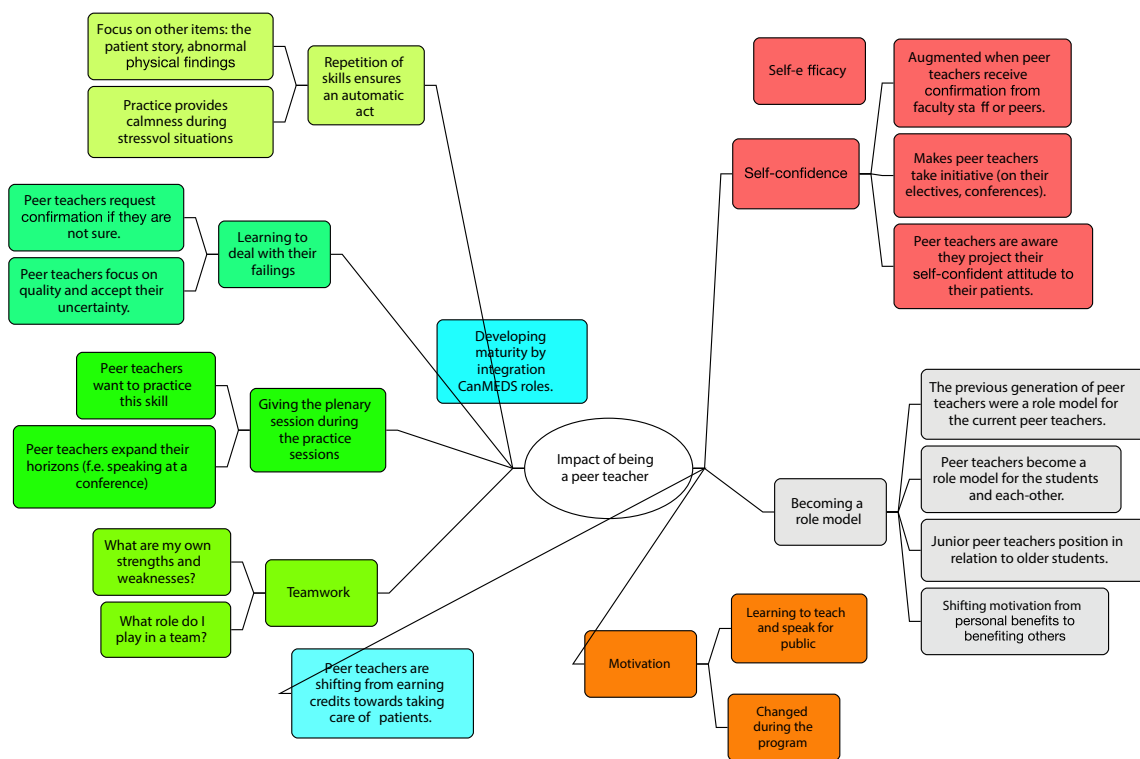 Focus on other items: the
patient story, abnormal
physical findings
Practice provides
calmness during
stressvol situations
Repetition of
skills ensures
an automatic
act
Peer teachers request
confirmation if they are
not sure.
Peer teachers focus on
quality and accept their
uncertainty.
Learning to
deal with their
failings
Peer teachers
want to practice
this skill
Peer teachers expand their
horizons (f.e. speaking at a
conference)
Giving the plenary
session during
the practice
sessions
What are my own
strengths and
weaknesses?
What role do I
play in a team?
Teamwork
Peer teachers are
shifting from earning
credits towards taking
care of patients.
Developing
maturity by
integration
CanMEDS roles.
Impact of being
a peer teacher
Self-e fficacy
Self-confidence
Augmented when peer
teachers receive
confirmation from
faculty sta ff or peers.
Makes peer teachers
take initiative (on their
electives, conferences).
Peer teachers are aware
they project their
self-confident attitude to
their patients.
Becoming a
role model
The previous generation of peer
teachers were a role model for
the current peer teachers.
Peer teachers become a
role model for the students
and each-other.
Junior peer teachers position in
relation to older students.
Shifting motivation from
personal benefits to
benefiting others
Motivation
Learning to teach
and speak for
public
Changed
during the
program